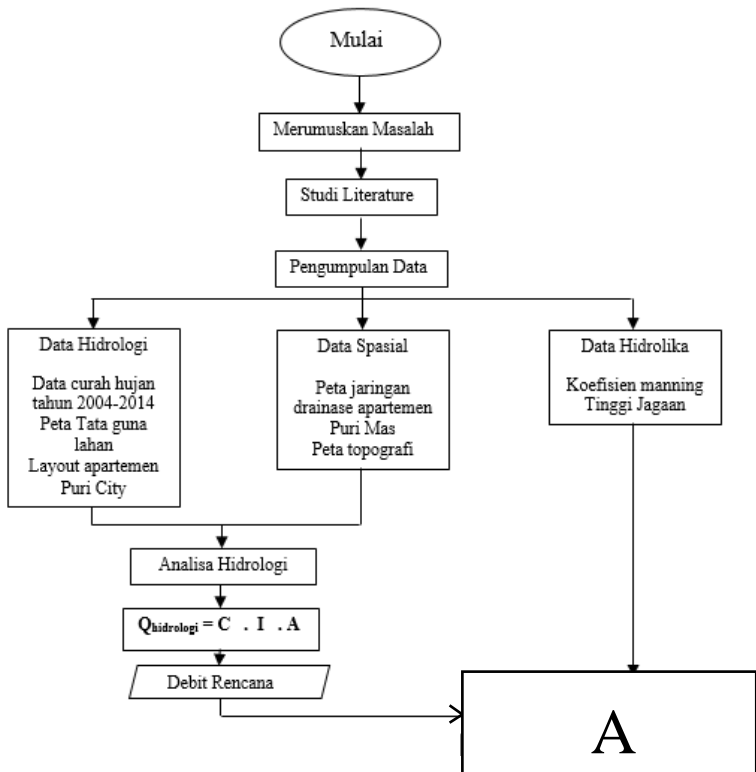 Mulai
Merumuskan Masalah
Studi Literature
Pengumpulan Data
Data Hidrologi
Data curah hujan
tahun 2004-2014
Peta Tata guna
lahan
Layout apartemen
Puri City
Data Spasial
Peta jaringan
drainase apartemen
Puri Mas
Peta topografi
Data Hidrolika
Koefisien manning
Tinggi Jagaan
Analisa Hidrologi
Qhidrologi = C . I . A
Debit Rencana
A